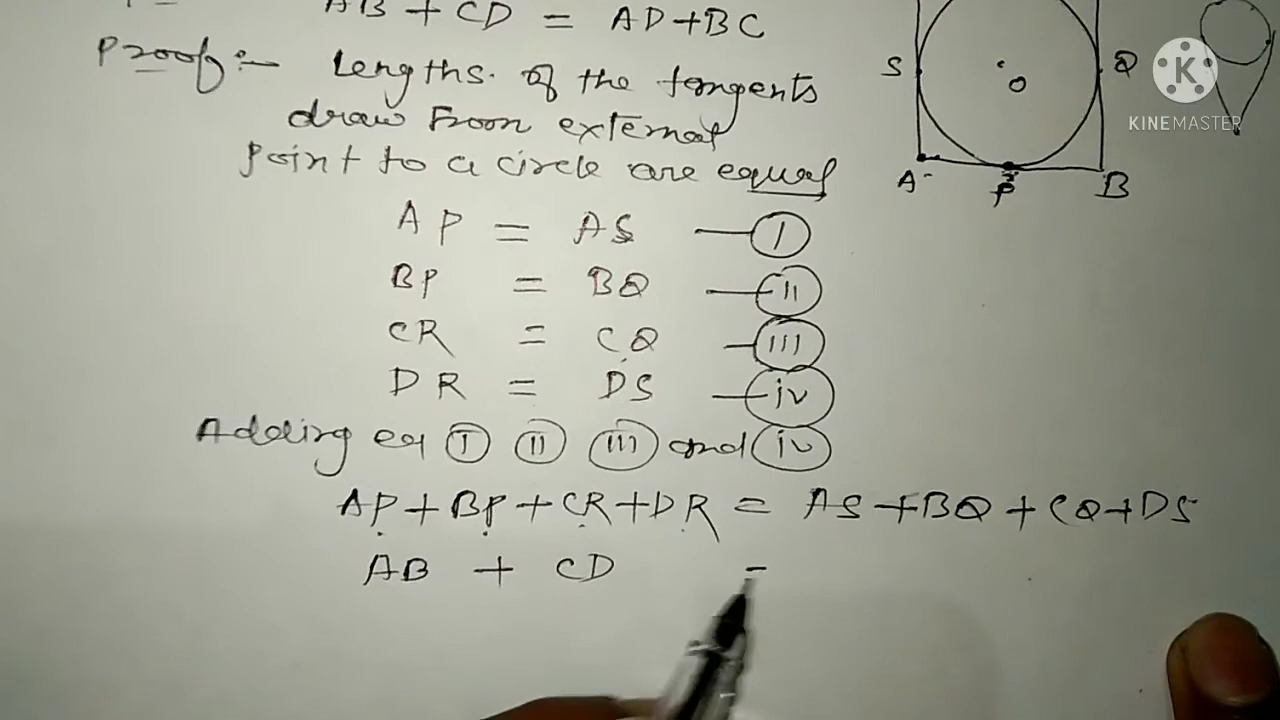 AB + CD = AD + BC
Proof :- Lengths. of the tangents
draw From external
Point to a circle are equal
AP = AS — I
BP = BQ — II
CR = CQ — III
DR = DS — iv
Adding eq I II III and iv
AP + BP + CR + DR = AS + BQ + CQ + DS
AB + CD =
S
O
Q
A
P
B
K
KINEMASTER